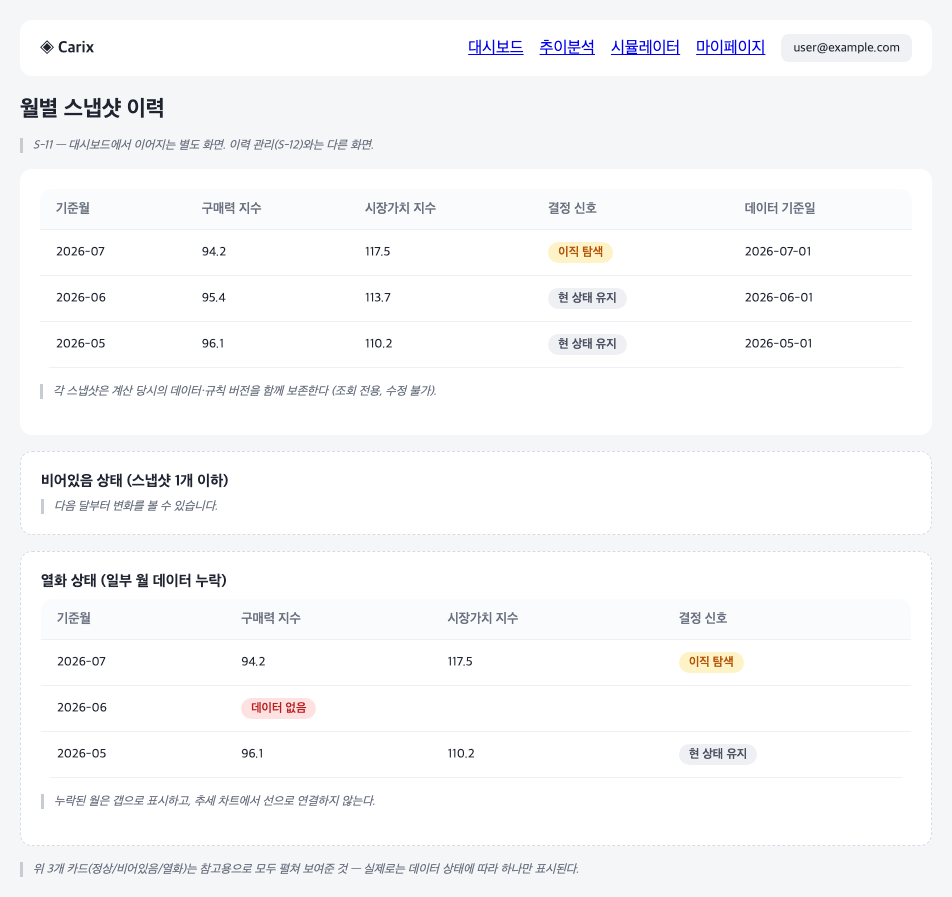 ◈ Carix 대시보드 추이분석 시뮬레이터 마이페이지 user@example.com
월별 스냅샷 이력
S-11 — 대시보드에서 이어지는 별도 화면. 이력 관리(S-12)와는 다른 화면.
기준월 구매력 지수 시장가치 지수 결정 신호 데이터 기준일
2026-07 94.2 117.5 이직 탐색 2026-07-01
2026-06 95.4 113.7 현 상태 유지 2026-06-01
2026-05 96.1 110.2 현 상태 유지 2026-05-01
각 스냅샷은 계산 당시의 데이터·규칙 버전을 함께 보존한다 (조회 전용, 수정 불가).
비어있음 상태 (스냅샷 1개 이하)
다음 달부터 변화를 볼 수 있습니다.
열화 상태 (일부 월 데이터 누락)
기준월 구매력 지수 시장가치 지수 결정 신호
2026-07 94.2 117.5 이직 탐색
2026-06 데이터 없음
2026-05 96.1 110.2 현 상태 유지
누락된 월은 갭으로 표시하고, 추세 차트에서 선으로 연결하지 않는다.
위 3개 카드(정상/비어있음/열화)는 참고용으로 모두 펼쳐 보여준 것 — 실제로는 데이터 상태에 따라 하나만 표시된다.